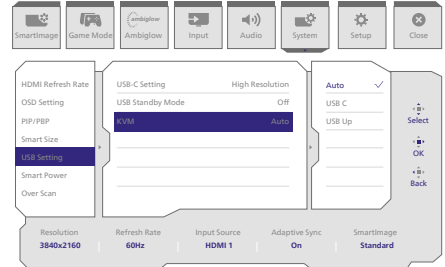 SmartImage Game Mode ambiglow Ambiglow Input Audio System Setup Close
HDMI Refresh Rate USB-C Setting High Resolution Auto
OSD Setting USB Standby Mode Off USB C
PIP/PBP KVM Auto USB Up Select
Smart Size
USB Setting OK
Smart Power
Over Scan Back
Resolution Refresh Rate Input Source Adaptive Sync SmartImage
3840x2160 60Hz HDMI 1 On Standard